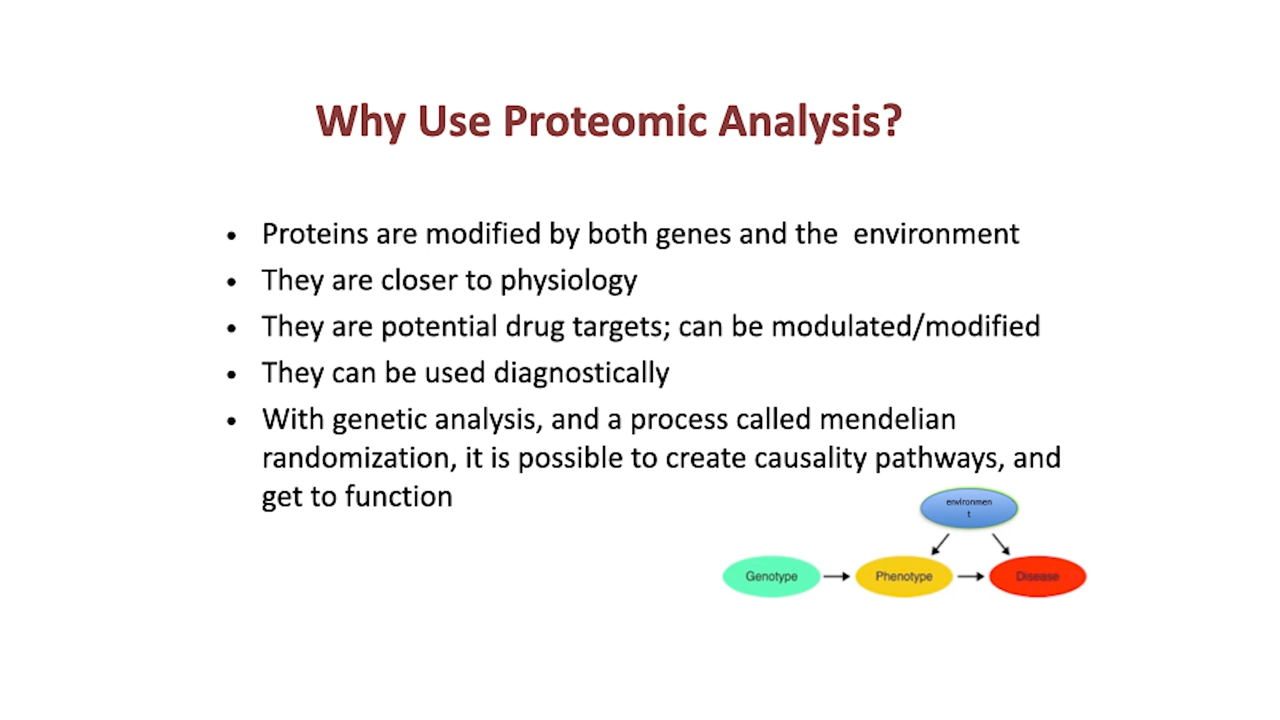 Why Use Proteomic Analysis?
• Proteins are modified by both genes and the  environment
• They are closer to physiology
• They are potential drug targets; can be modulated/modified
• They can be used diagnostically
• With genetic analysis, and a process called mendelian
randomization, it is possible to create causality pathways, and
get to function
environmen
t
Genotype
Phenotype
Disease